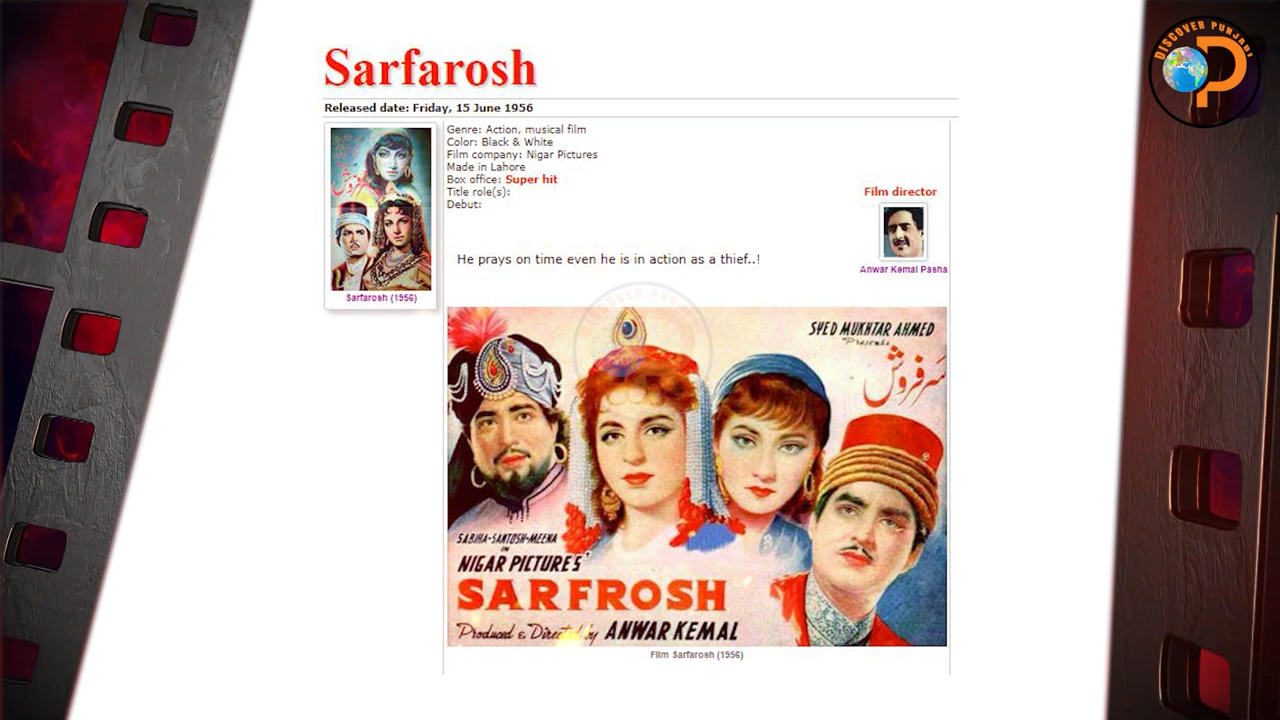 DISCOVER PUNJABI
Sarfarosh
Released date: Friday, 15 June 1956
Genre: Action, musical film
Color: Black & White
Film company: Nigar Pictures
Made in Lahore
Box office: Super hit
Title role(s):
Debut:
Film director
Anwar Kemal Pasha
He prays on time even he is in action as a thief..!
سرفروش
Sarfarosh (1956)
SYED MUKHTAR AHMED
Presents
سرفروش
SABIHA-SANTOSH-MEENA
IN
NIGAR PICTURES'
SARFROSH
Produced & Directed by ANWAR KEMAL
Film Sarfarosh (1956)